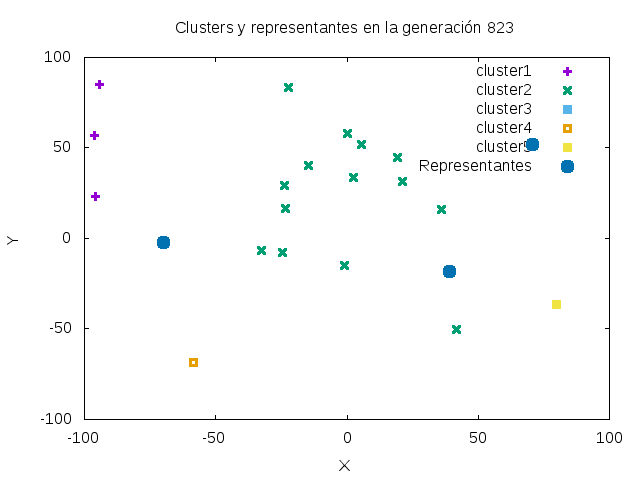 Clusters y representantes en la generación 823
100
50
0
-50
-100
-100
-50
0
50
100
Y
X
cluster1
cluster2
cluster3
cluster4
cluster5
Representantes